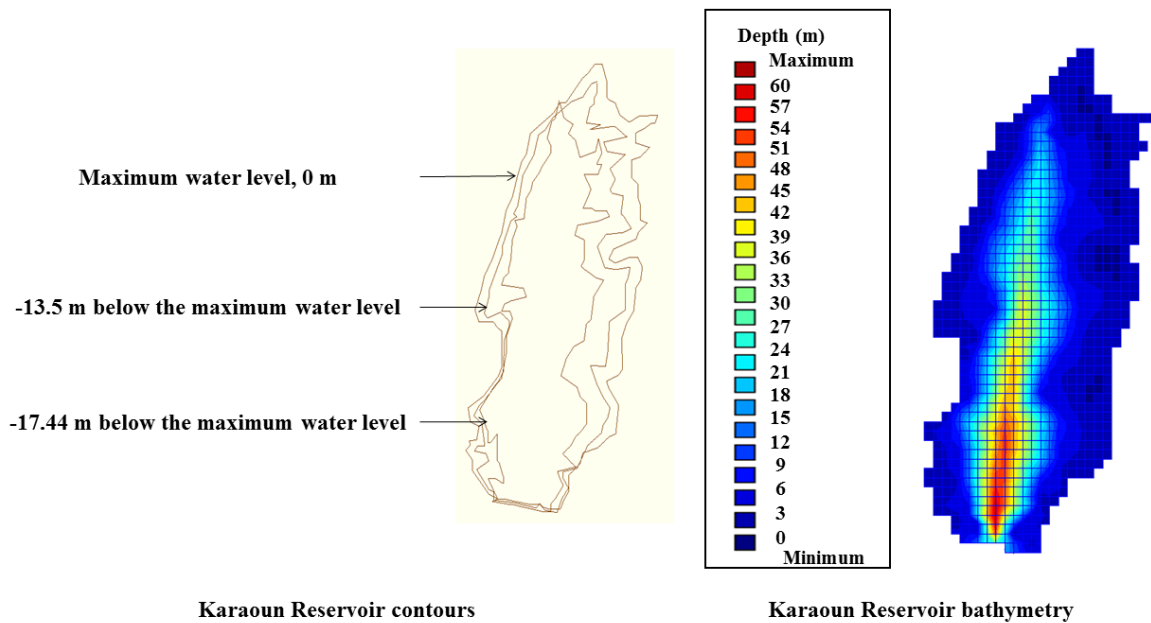 Maximum water level, 0 m
-13.5 m below the maximum water level
-17.44 m below the maximum water level
Karaoun Reservoir contours
Depth (m)
Maximum
60
57
54
51
48
45
42
39
36
33
30
27
24
21
18
15
12
9
6
3
0
Minimum
Karaoun Reservoir bathymetry